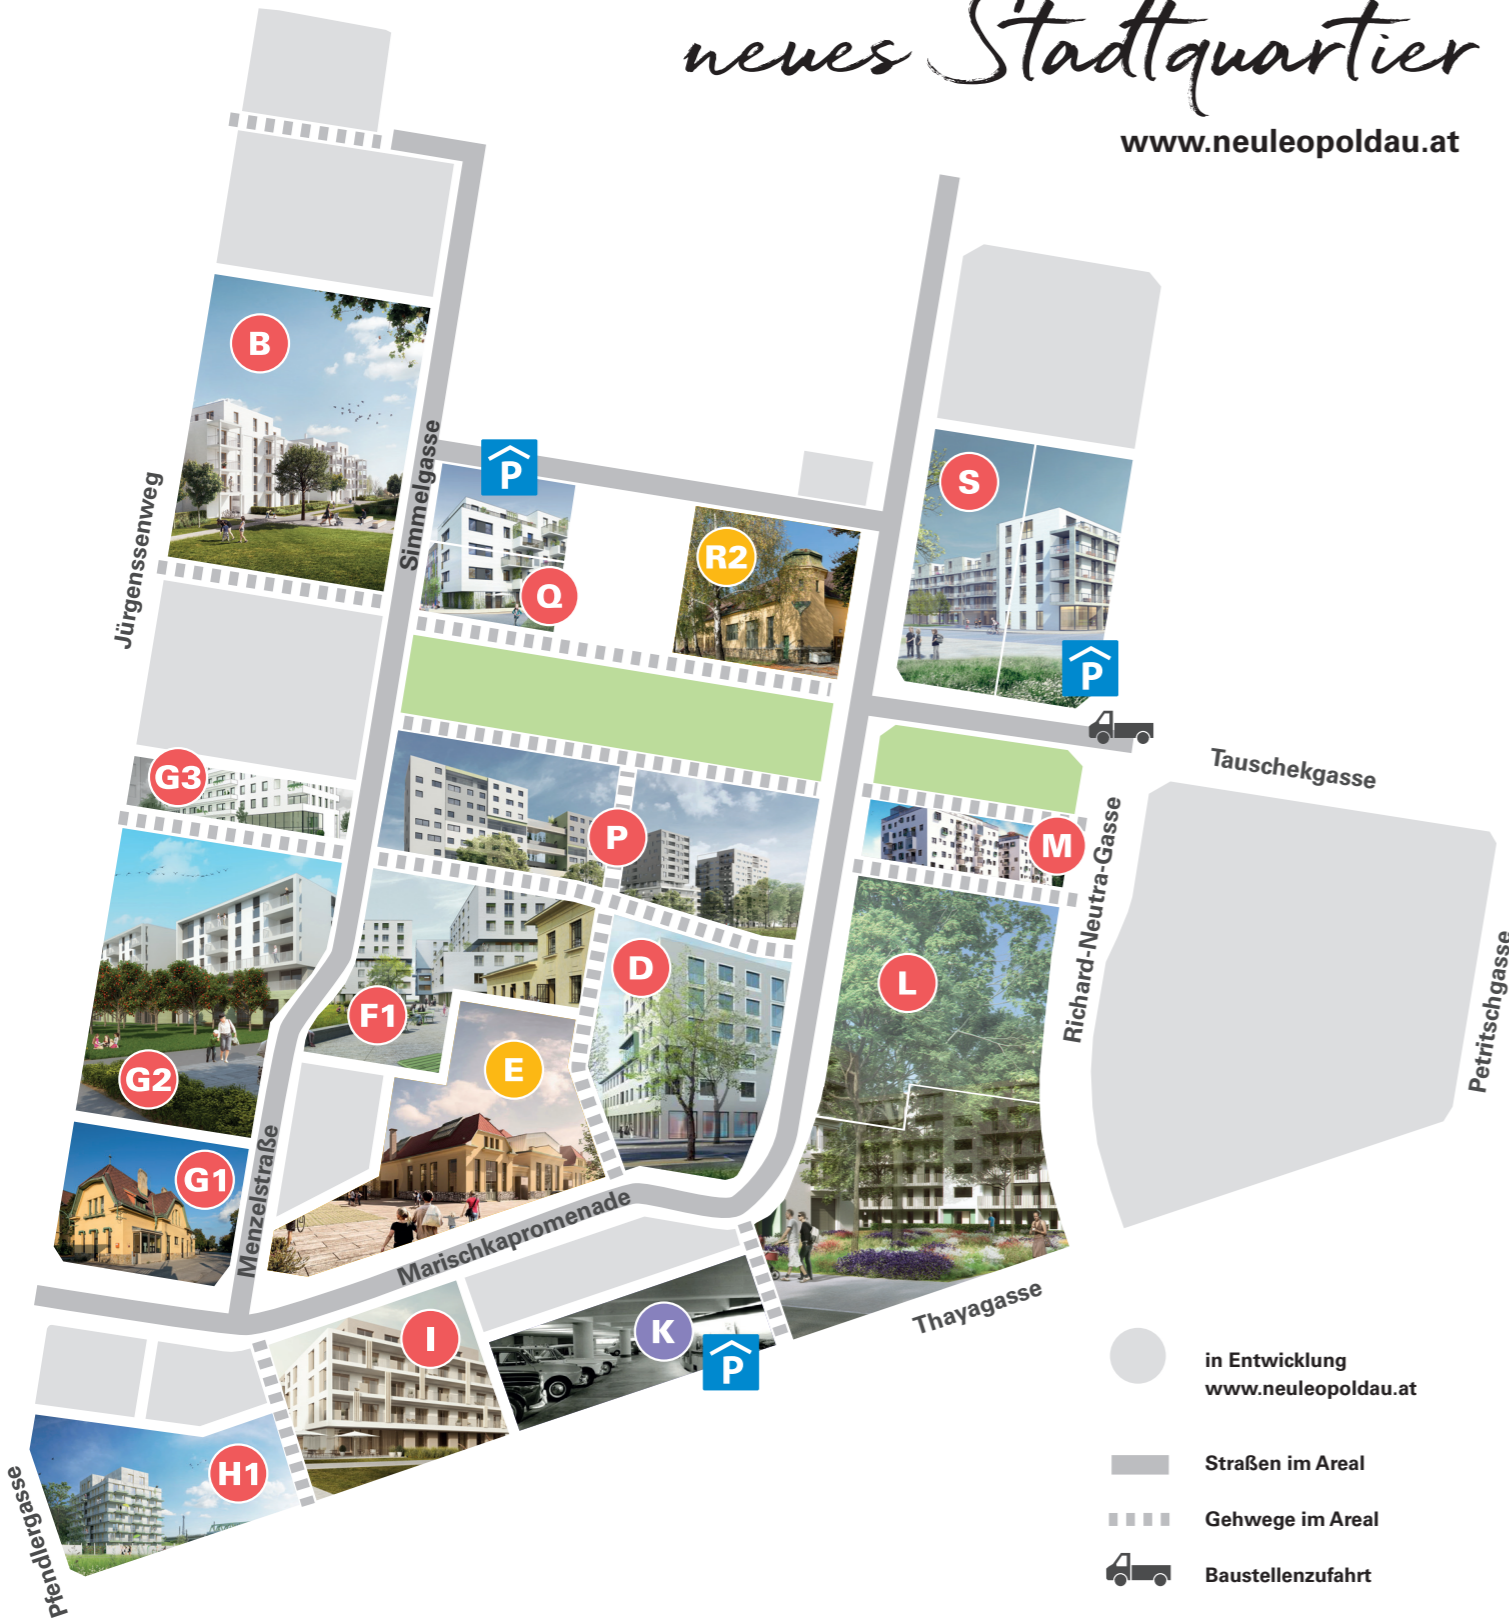 neues Stadtquartier
www.neuleopoldau.at
B
Jürgenssenweg
Simmelgasse
P
Q
R2
S
P
Tauschekgasse
G3
P
M
Richard-Neutra-Gasse
Petritschgasse
D
L
F1
E
G2
G1
Menzelstraße
Marischkapromenade
Thayagasse
I
K
P
H1
Pfendlergasse
in Entwicklung
www.neuleopoldau.at
Straßen im Areal
Gehwege im Areal
Baustellenzufahrt